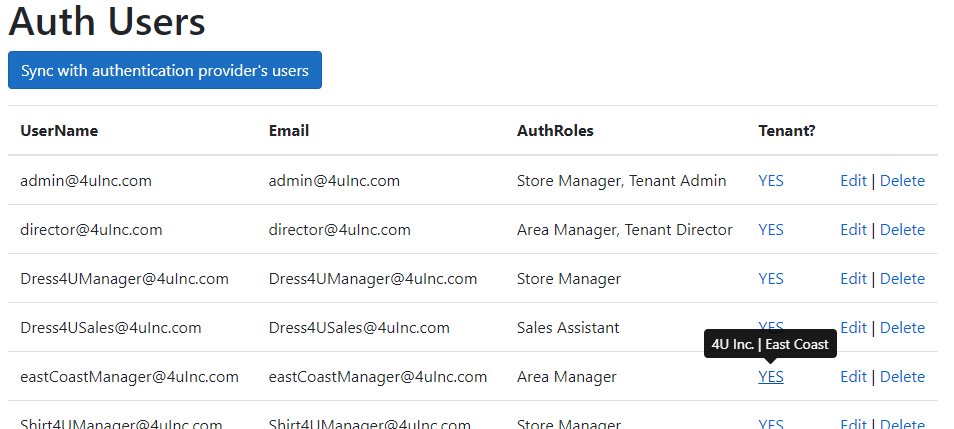 Auth Users
Sync with authentication provider's users
UserName Email AuthRoles Tenant?
admin@4uInc.com admin@4uInc.com Store Manager, Tenant Admin YES Edit | Delete
director@4uInc.com director@4uInc.com Area Manager, Tenant Director YES Edit | Delete
Dress4UManager@4uInc.com Dress4UManager@4uInc.com Store Manager YES Edit | Delete
Dress4USales@4uInc.com Dress4USales@4uInc.com Sales Assistant YES Edit | Delete
4U Inc. | East Coast
eastCoastManager@4uInc.com eastCoastManager@4uInc.com Area Manager YES Edit | Delete
Shirt4UManager@4uInc.com Shirt4UManager@4uInc.com Store Manager YES Edit | Delete